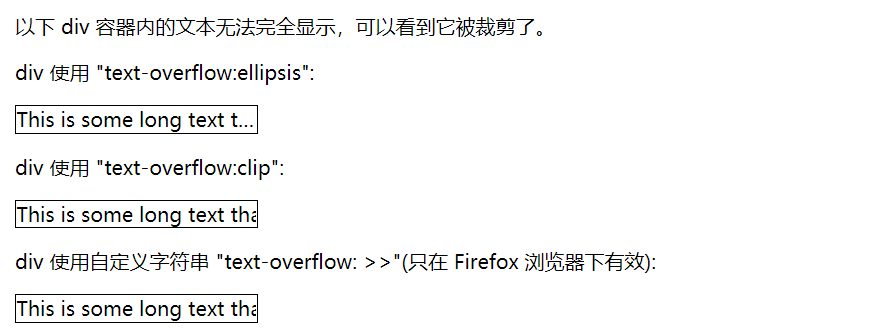 以下 div 容器内的文本无法完全显示，可以看到它被裁剪了。
div 使用 "text-overflow:ellipsis":
This is some long text t...
div 使用 "text-overflow:clip":
This is some long text tha
div 使用自定义字符串 "text-overflow: >>"(只在 Firefox 浏览器下有效):
This is some long text tha